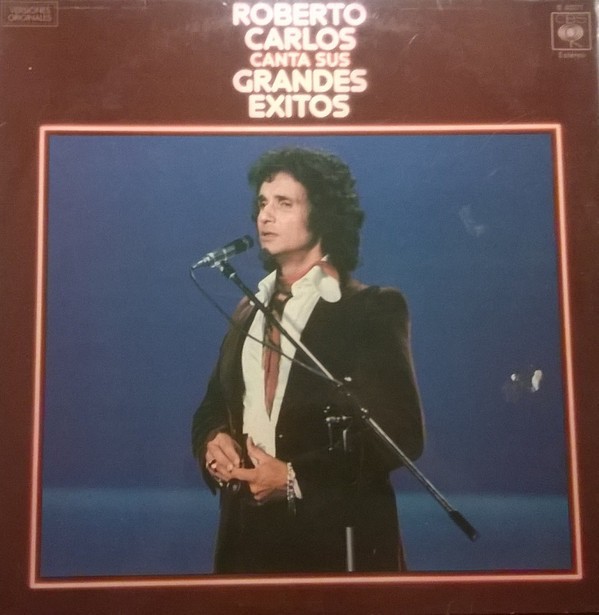 VERSIONES
ORIGINALES
ROBERTO
CARLOS
CANTA SUS
GRANDES
EXITOS
CBS
Estéreo